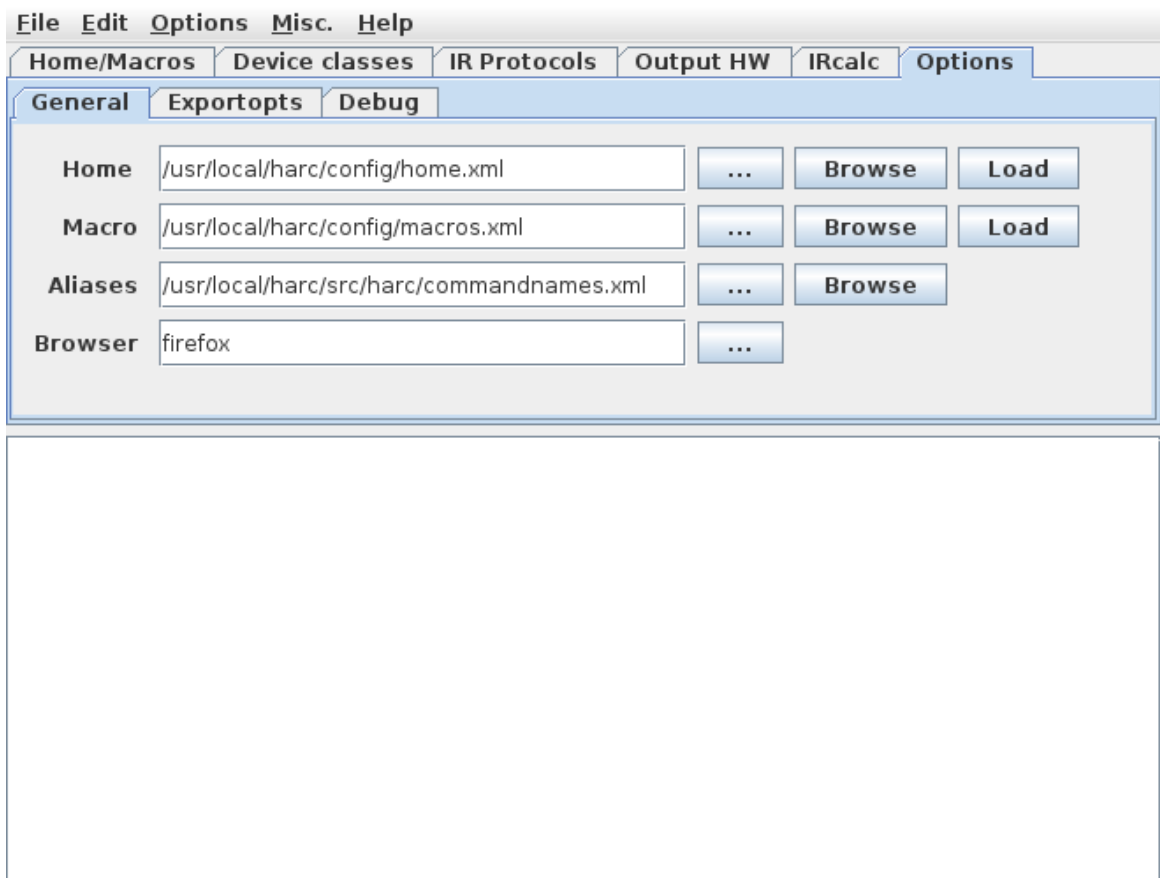 File Edit Options Misc. Help
Home/Macros Device classes IR Protocols Output HW IRcalc Options
General Exportopts Debug
Home /usr/local/harc/config/home.xml ... Browse Load
Macro /usr/local/harc/config/macros.xml ... Browse Load
Aliases /usr/local/harc/src/harc/commandnames.xml ... Browse
Browser firefox ...